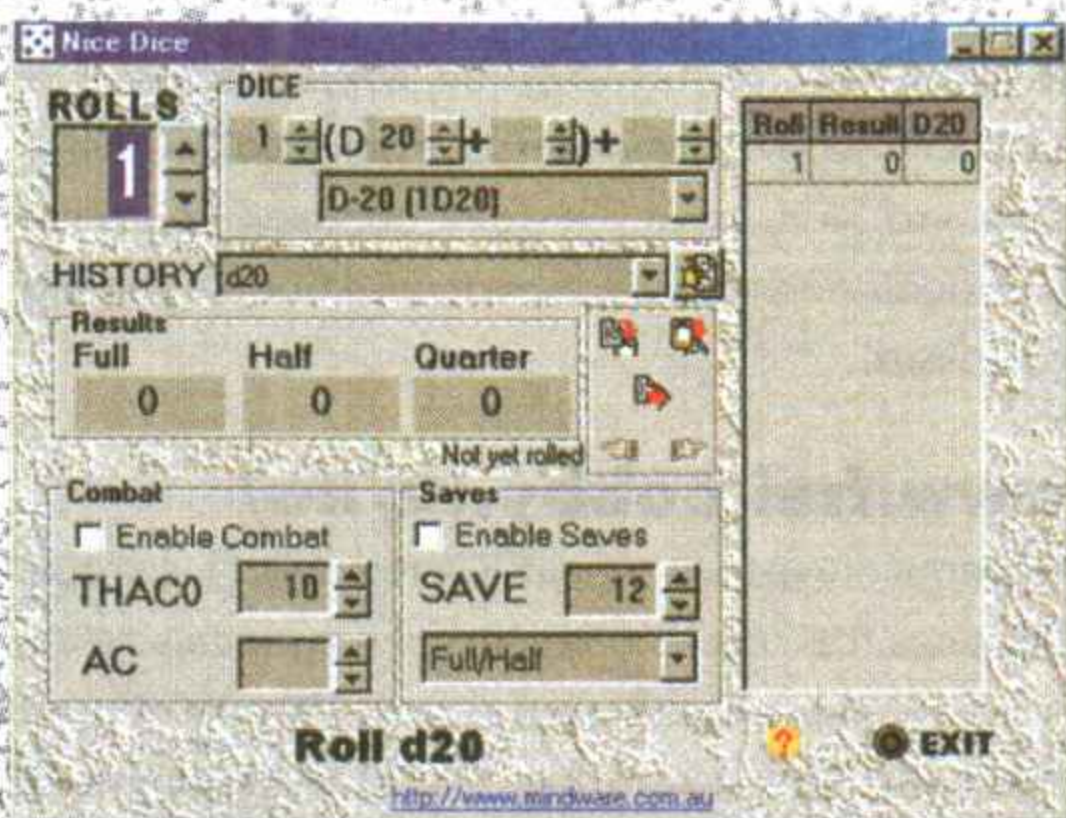 Nice Dice
ROLLS
1
DICE
1 (D 20 + )+
D-20 [1D20]
HISTORY d20
Results
Full Half Quarter
0 0 0
Not yet rolled
Combat
Enable Combat
THAC0 10
AC
Saves
Enable Saves
SAVE 12
Full/Half
Roll Result D20
1 0 0
Roll d20
? EXIT
http://www.mindware.com.au